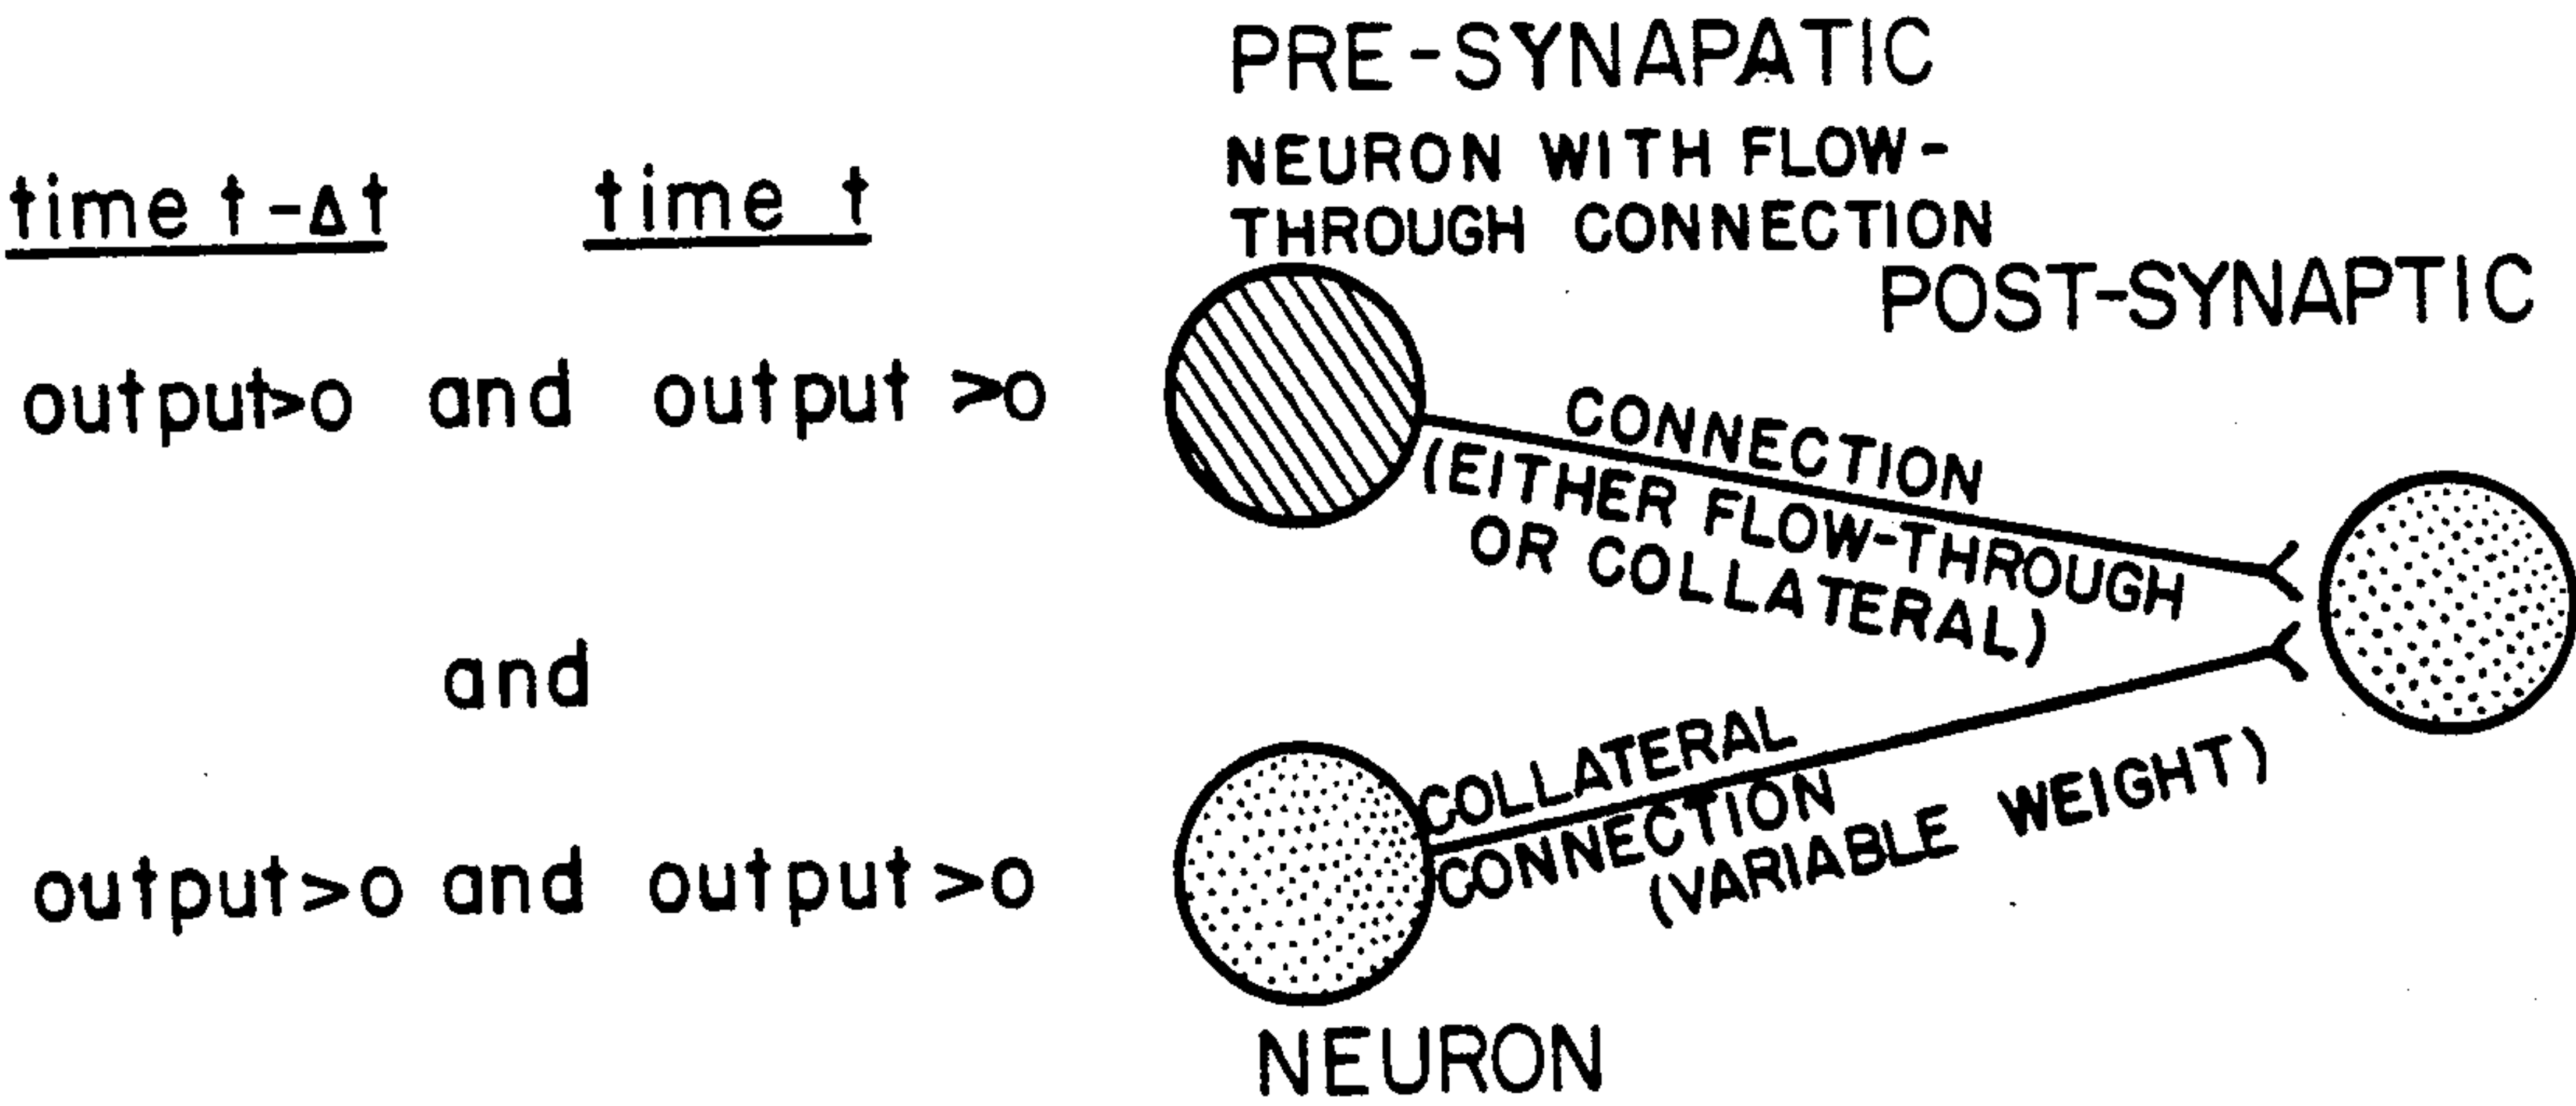 PRE-SYNAPATIC
NEURON WITH FLOW-
THROUGH CONNECTION
time t-Δt time t
POST-SYNAPTIC
output>o and output >o
CONNECTION
(EITHER FLOW-THROUGH
OR COLLATERAL)
and
COLLATERAL
CONNECTION
(VARIABLE WEIGHT)
output>o and output>o
NEURON